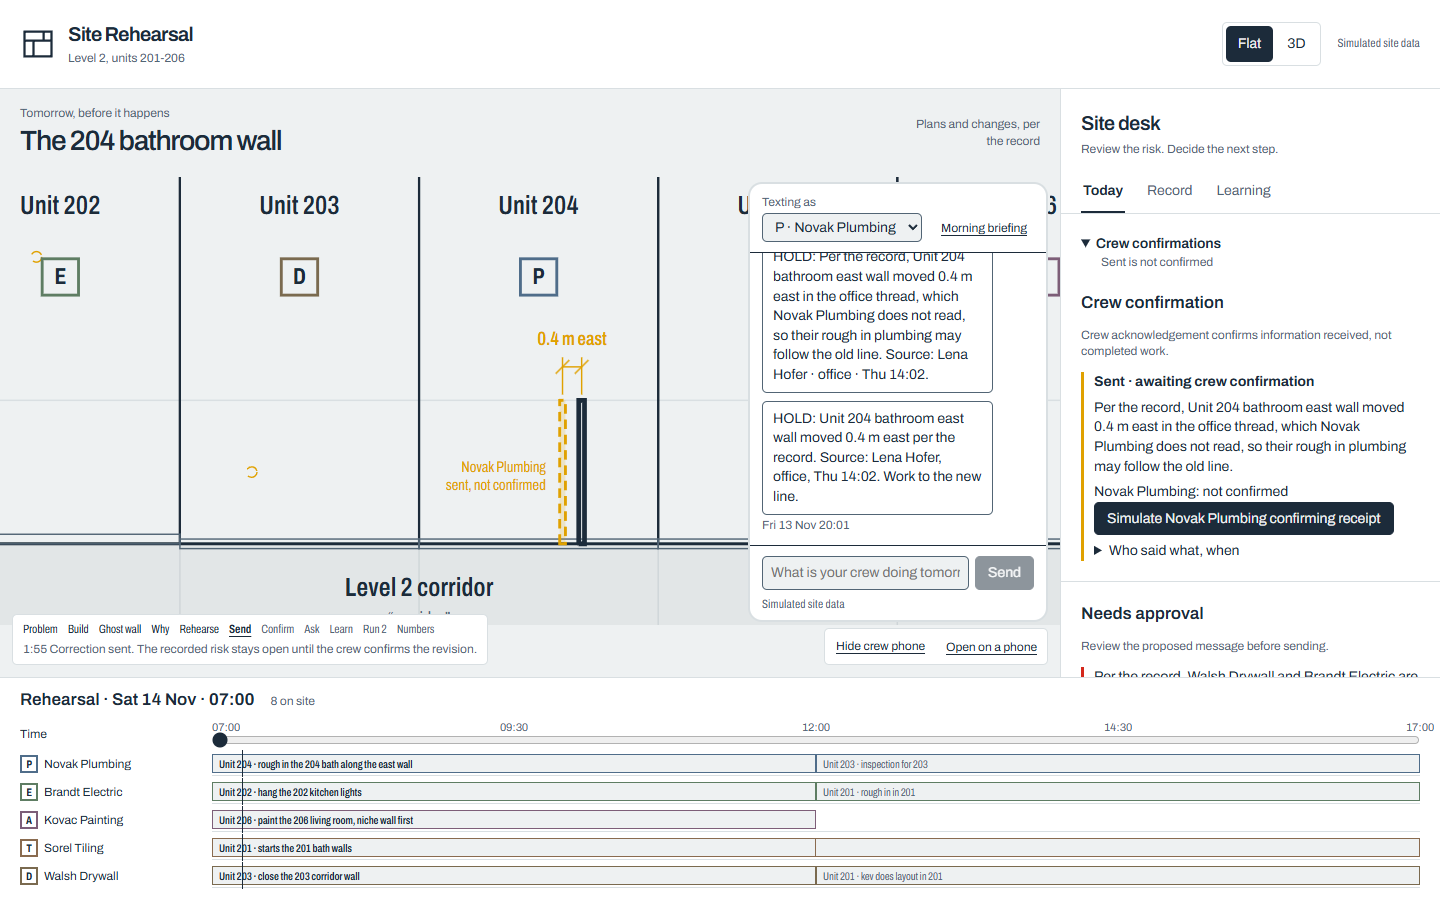 Site Rehearsal
Level 2, units 201-206
Flat
3D
Simulated site data
Tomorrow, before it happens
The 204 bathroom wall
Plans and changes, per
the record
Unit 202
Unit 203
Unit 204
U
6
E
D
P
0.4 m east
Novak Plumbing
sent, not confirmed
Level 2 corridor
Texting as
P · Novak Plumbing
Morning briefing
HOLD: Per the record, Unit 204
bathroom east wall moved 0.4 m
east in the office thread, which
Novak Plumbing does not read,
so their rough in plumbing may
follow the old line. Source: Lena
Hofer · office · Thu 14:02.
HOLD: Unit 204 bathroom east
wall moved 0.4 m east per the
record. Source: Lena Hofer,
office, Thu 14:02. Work to the new
line.
Fri 13 Nov 20:01
What is your crew doing tomorr
Send
Simulated site data
Problem Build Ghost wall Why Rehearse Send Confirm Ask Learn Run 2 Numbers
1:55 Correction sent. The recorded risk stays open until the crew confirms the revision.
Hide crew phone
Open on a phone
Site desk
Review the risk. Decide the next step.
Today
Record
Learning
▼ Crew confirmations
Sent is not confirmed
Crew confirmation
Crew acknowledgement confirms information received, not
completed work.
Sent · awaiting crew confirmation
Per the record, Unit 204 bathroom east wall moved
0.4 m east in the office thread, which Novak
Plumbing does not read, so their rough in plumbing
may follow the old line.
Novak Plumbing: not confirmed
Simulate Novak Plumbing confirming receipt
▶ Who said what, when
Needs approval
Review the proposed message before sending.
Per the record, Walsh Drywall and Brandt Electric are
Rehearsal · Sat 14 Nov · 07:00
8 on site
Time
07:00
09:30
12:00
14:30
17:00
P Novak Plumbing
Unit 204 · rough in the 204 bath along the east wall
Unit 203 · inspection for 203
E Brandt Electric
Unit 202 · hang the 202 kitchen lights
Unit 201 · rough in in 201
A Kovac Painting
Unit 206 · paint the 206 living room, niche wall first
T Sorel Tiling
Unit 201 · starts the 201 bath walls
D Walsh Drywall
Unit 203 · close the 203 corridor wall
Unit 201 · kev does layout in 201